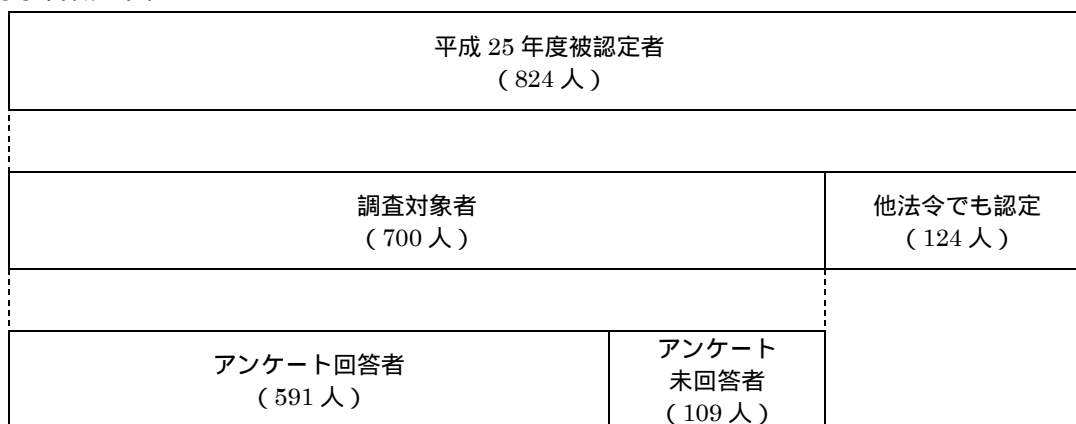 平成 25 年度被認定者
( 824 人 )
調査対象者
( 700 人 )
他法令でも認定
( 124 人 )
アンケート回答者
( 591 人 )
アンケート
未回答者
( 109 人 )